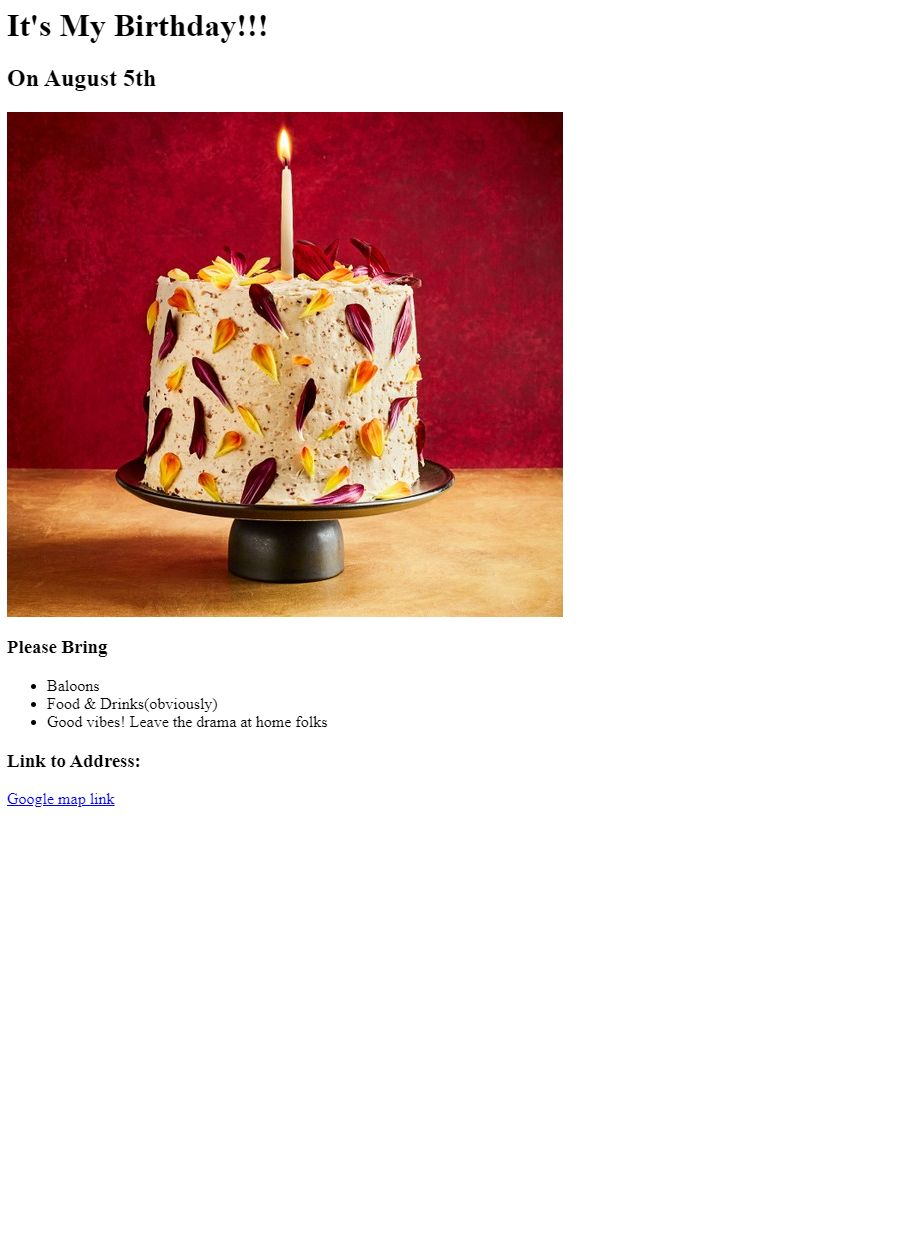 It's My Birthday!!!
On August 5th
Please Bring
Baloons
Food & Drinks(obviously)
Good vibes! Leave the drama at home folks
Link to Address:
Google map link